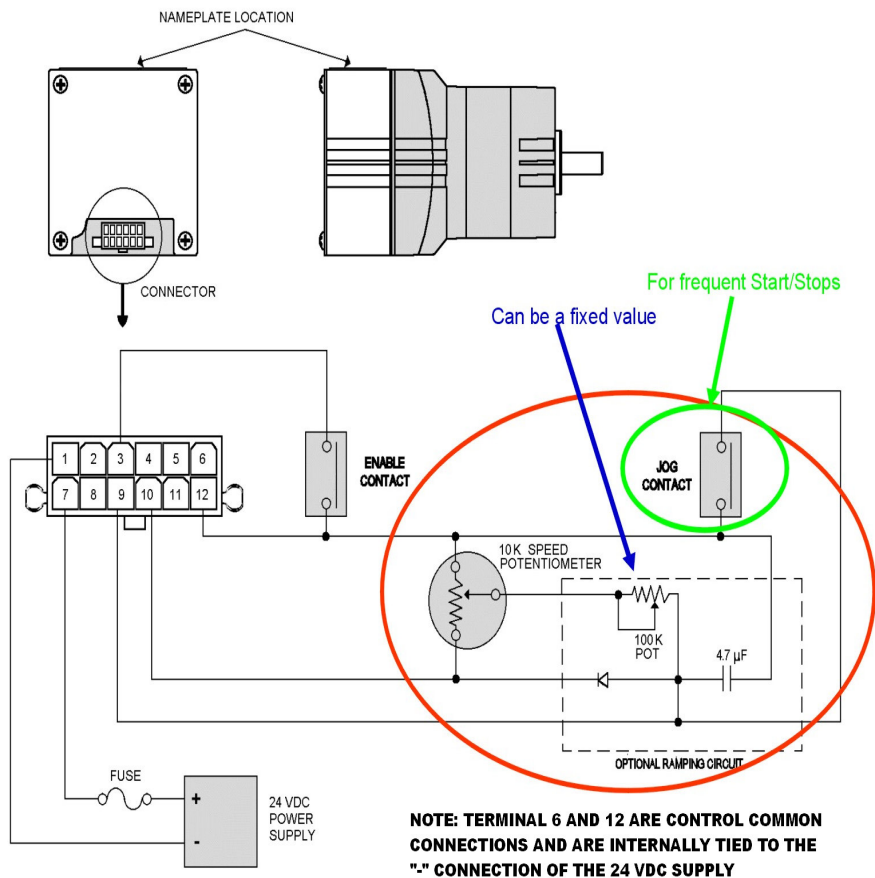 NAMEPLATE LOCATION
CONNECTOR
For frequent Start/Stops
Can be a fixed value
1 2 3 4 5 6
7 8 9 10 11 12
ENABLE
CONTACT
JOG
CONTACT
10K SPEED
POTENTIOMETER
100K
POT
4.7 µF
OPTIONAL RAMPING CIRCUIT
FUSE
+
-
24 VDC
POWER
SUPPLY
NOTE: TERMINAL 6 AND 12 ARE CONTROL COMMON
CONNECTIONS AND ARE INTERNALLY TIED TO THE
"-" CONNECTION OF THE 24 VDC SUPPLY